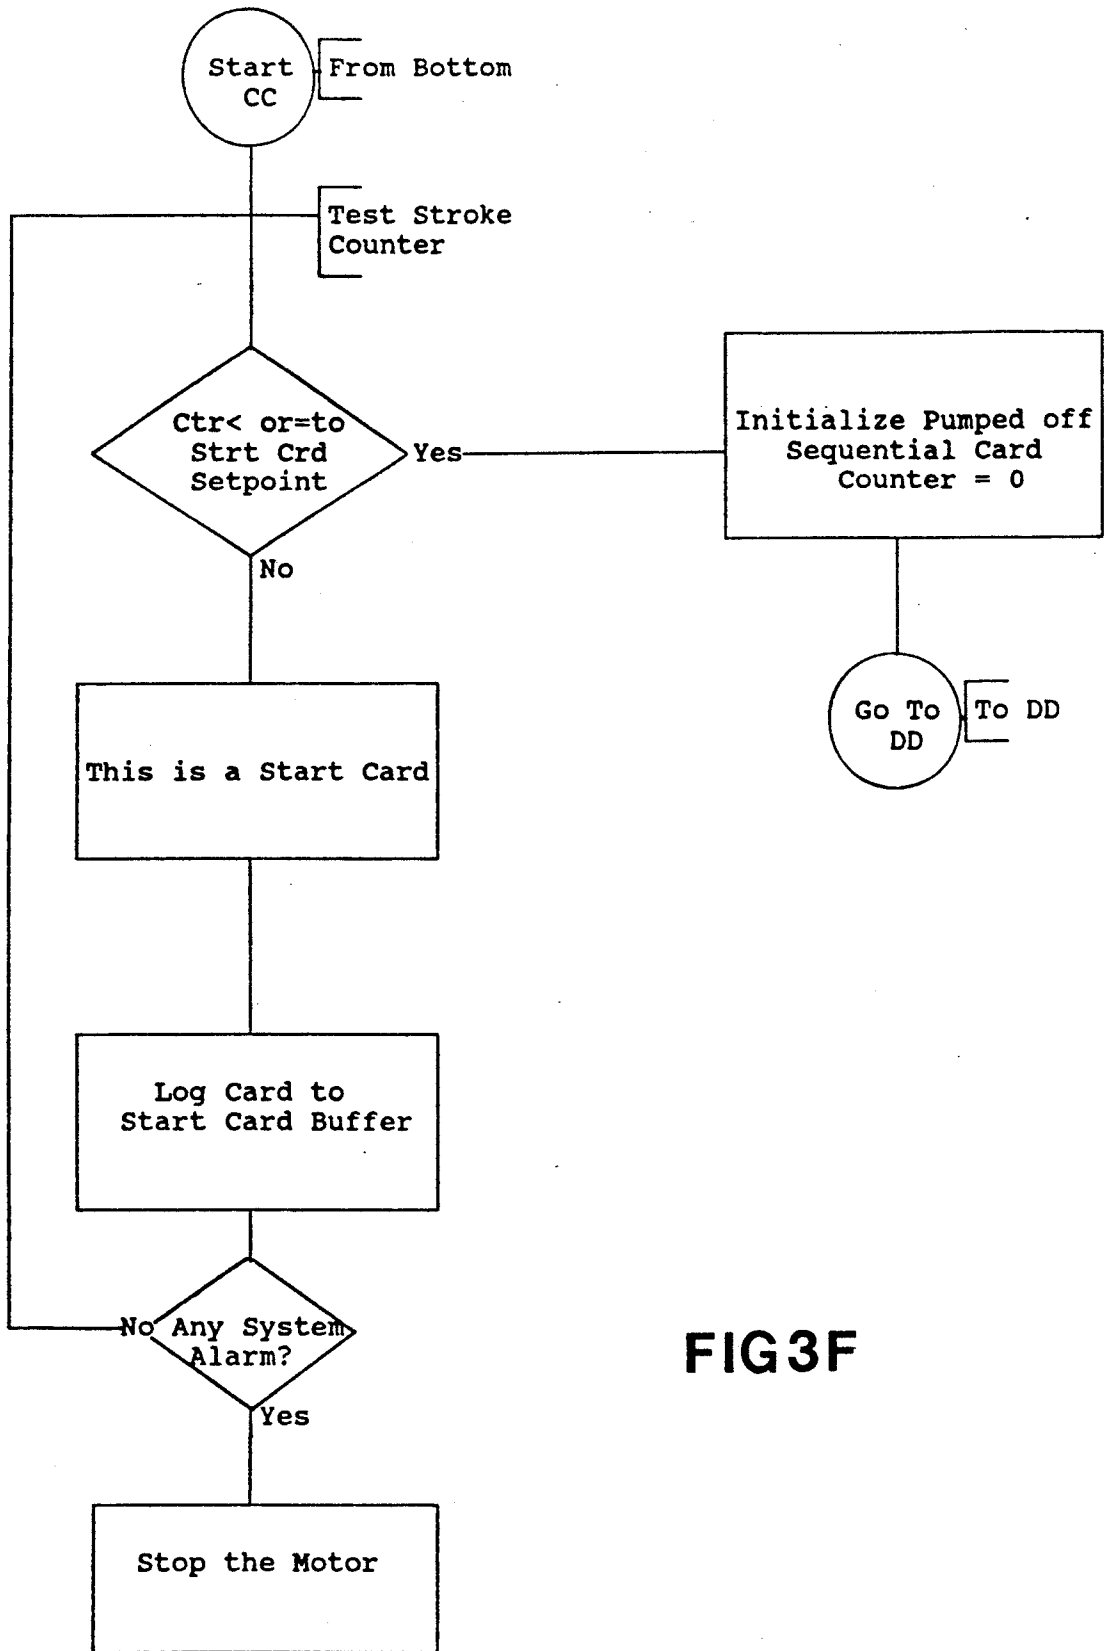 Start
CC
From Bottom
Test Stroke
Counter
Ctr< or=to
Strt Crd
Setpoint
Yes
No
Initialize Pumped off
Sequential Card
Counter = 0
Go To
DD
To DD
This is a Start Card
Log Card to
Start Card Buffer
No
Any System
Alarm?
Yes
Stop the Motor
FIG3F